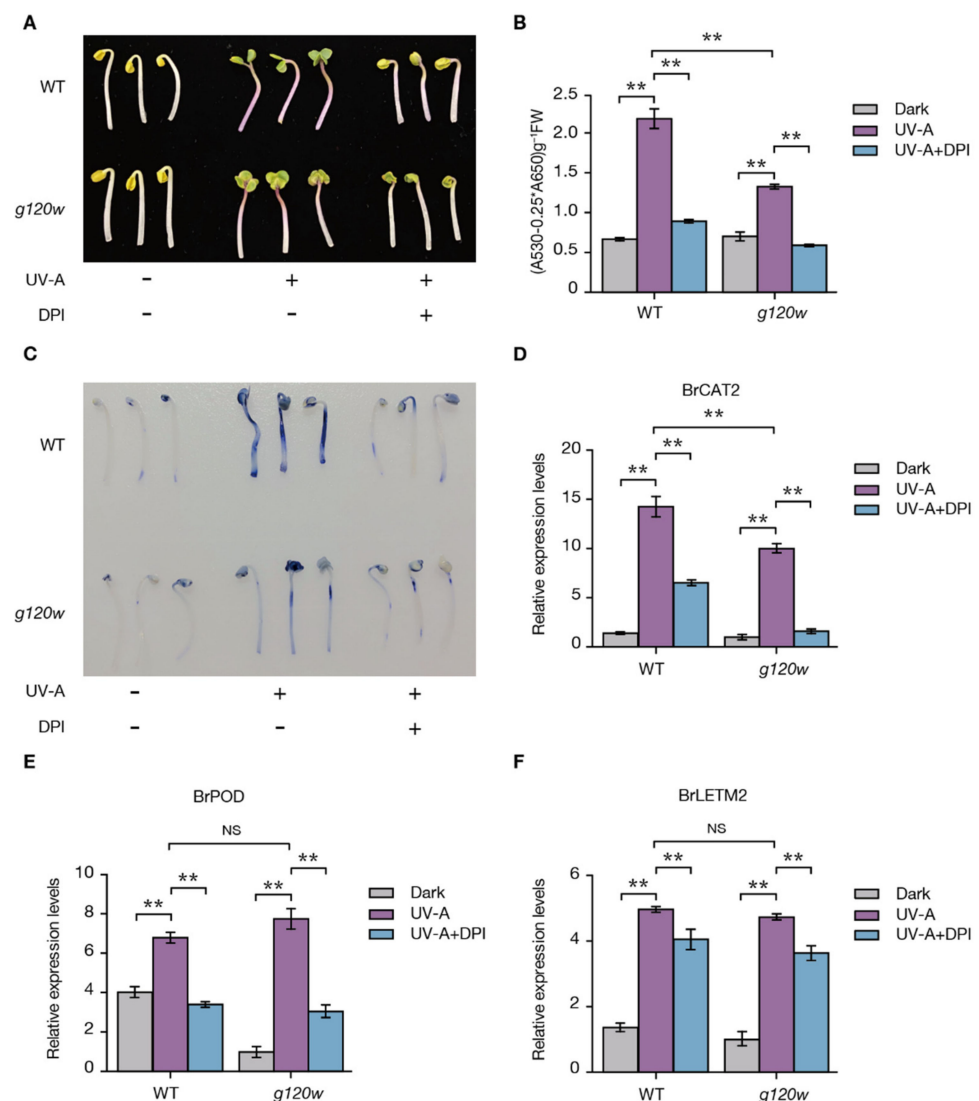 A
WT
g120w
UV-A - + +
DPI - - +
B
** 
** ** ** **
(A530-0.25*A650)g⁻¹FW
2.5
2.0
1.5
1.0
0.5
0
WT g120w
Dark
UV-A
UV-A+DPI
C
WT
g120w
UV-A - + +
DPI - - +
D
BrCAT2
**
** ** ** **
Relative expression levels
20
15
10
5
0
WT g120w
Dark
UV-A
UV-A+DPI
E
BrPOD
NS
** ** ** **
Relative expression levels
10
8
6
4
2
0
WT g120w
Dark
UV-A
UV-A+DPI
F
BrLETM2
NS
** ** ** **
Relative expression levels
6
4
2
0
WT g120w
Dark
UV-A
UV-A+DPI